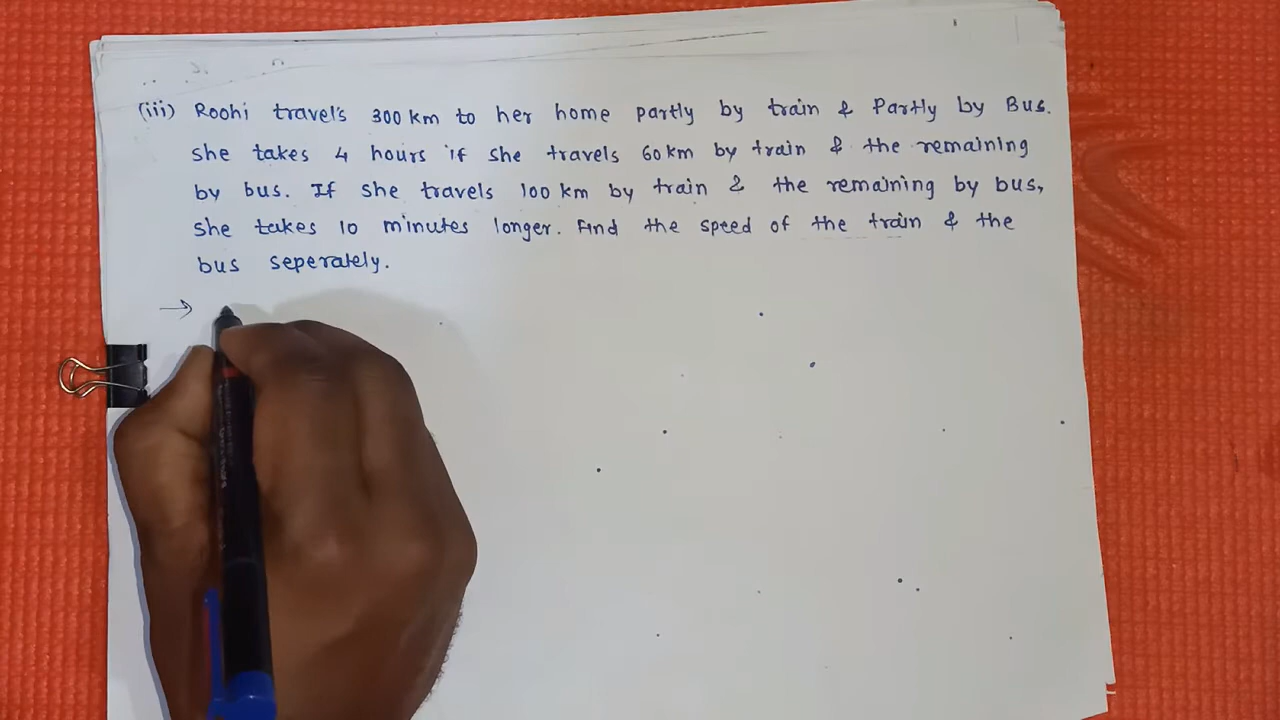 (iii) Roohi travel's 300 km to her home partly by train & Partly by Bus.
She takes 4 hours if she travels 60 km by train & the remaining
by bus. If she travels 100 km by train & the remaining by bus,
she takes 10 minutes longer. Find the speed of the train & the
bus seperately.
→